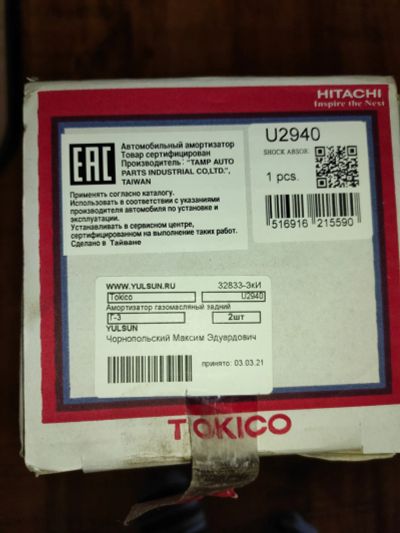 HITACHI
Inspire the Next
EAC
Автомобильный амортизатор
Товар сертифицирован
Производитель: "TAMP AUTO
PARTS INDUSTRIAL CO,LTD.",
TAIWAN
Применять согласно каталогу.
Использовать в соответствии с указаниями
производителя автомобиля по установке и
эксплуатации.
Устанавливать в сервисном центре,
сертифицированном на выполнение таких работ.
Сделано в Тайване
U2940
SHOCK ABSOR
1 pcs.
516916 215590
WWW.YULSUN.RU 32833-ЭкИ
Tokico U2940
Амортизатор газомасляный задний
Г-3 2шт
YULSUN
Чорнопольский Максим Эдуардович
принято: 03.03.21
TOKICO